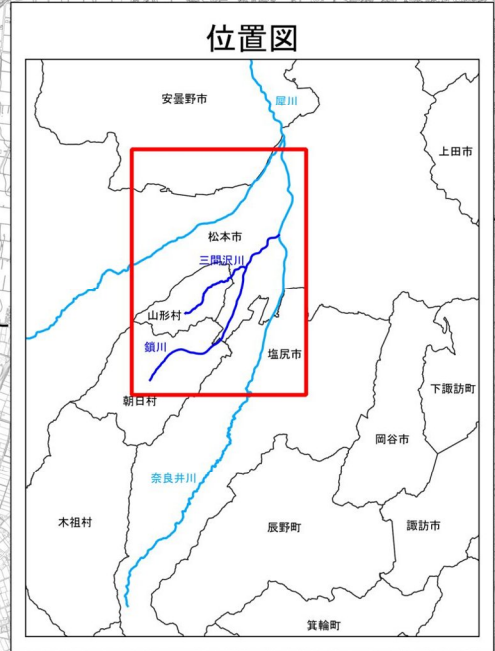 位置図
安曇野市
犀川
上田市
松本市
三間沢川
山形村
鎖川
塩尻市
下諏訪町
朝日村
岡谷市
奈良井川
木祖村
辰野町
諏訪市
箕輪町